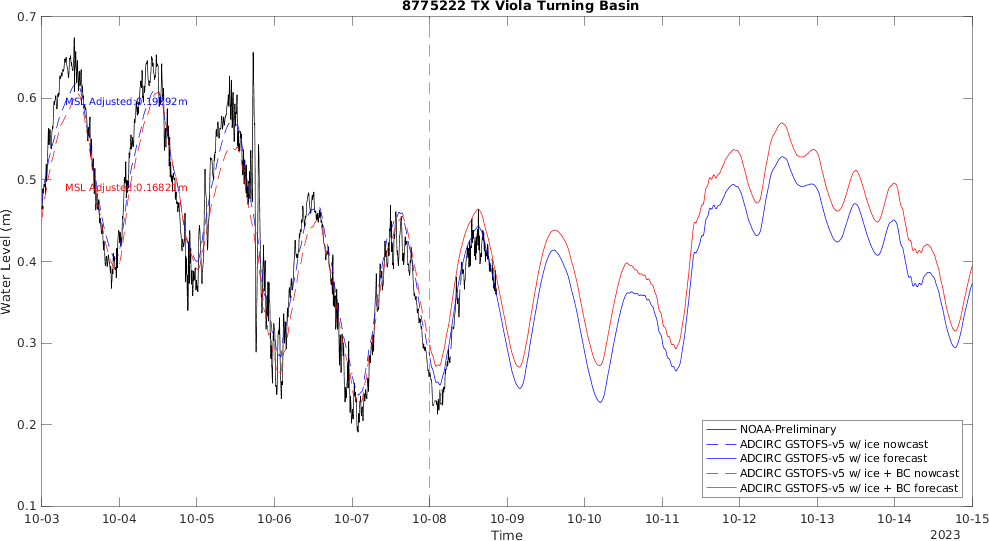 8775222 TX Viola Turning Basin
Water Level (m)
0.7
0.6
0.5
0.4
0.3
0.2
0.1
MSL Adjusted:0.19292m
MSL Adjusted:0.16821m
NOAA-Preliminary
ADCIRC GSTOFS-v5 w/ ice nowcast
ADCIRC GSTOFS-v5 w/ ice forecast
ADCIRC GSTOFS-v5 w/ ice + BC nowcast
ADCIRC GSTOFS-v5 w/ ice + BC forecast
10-03 10-04 10-05 10-06 10-07 10-08 10-09 10-10 10-11 10-12 10-13 10-14 10-15
Time
2023